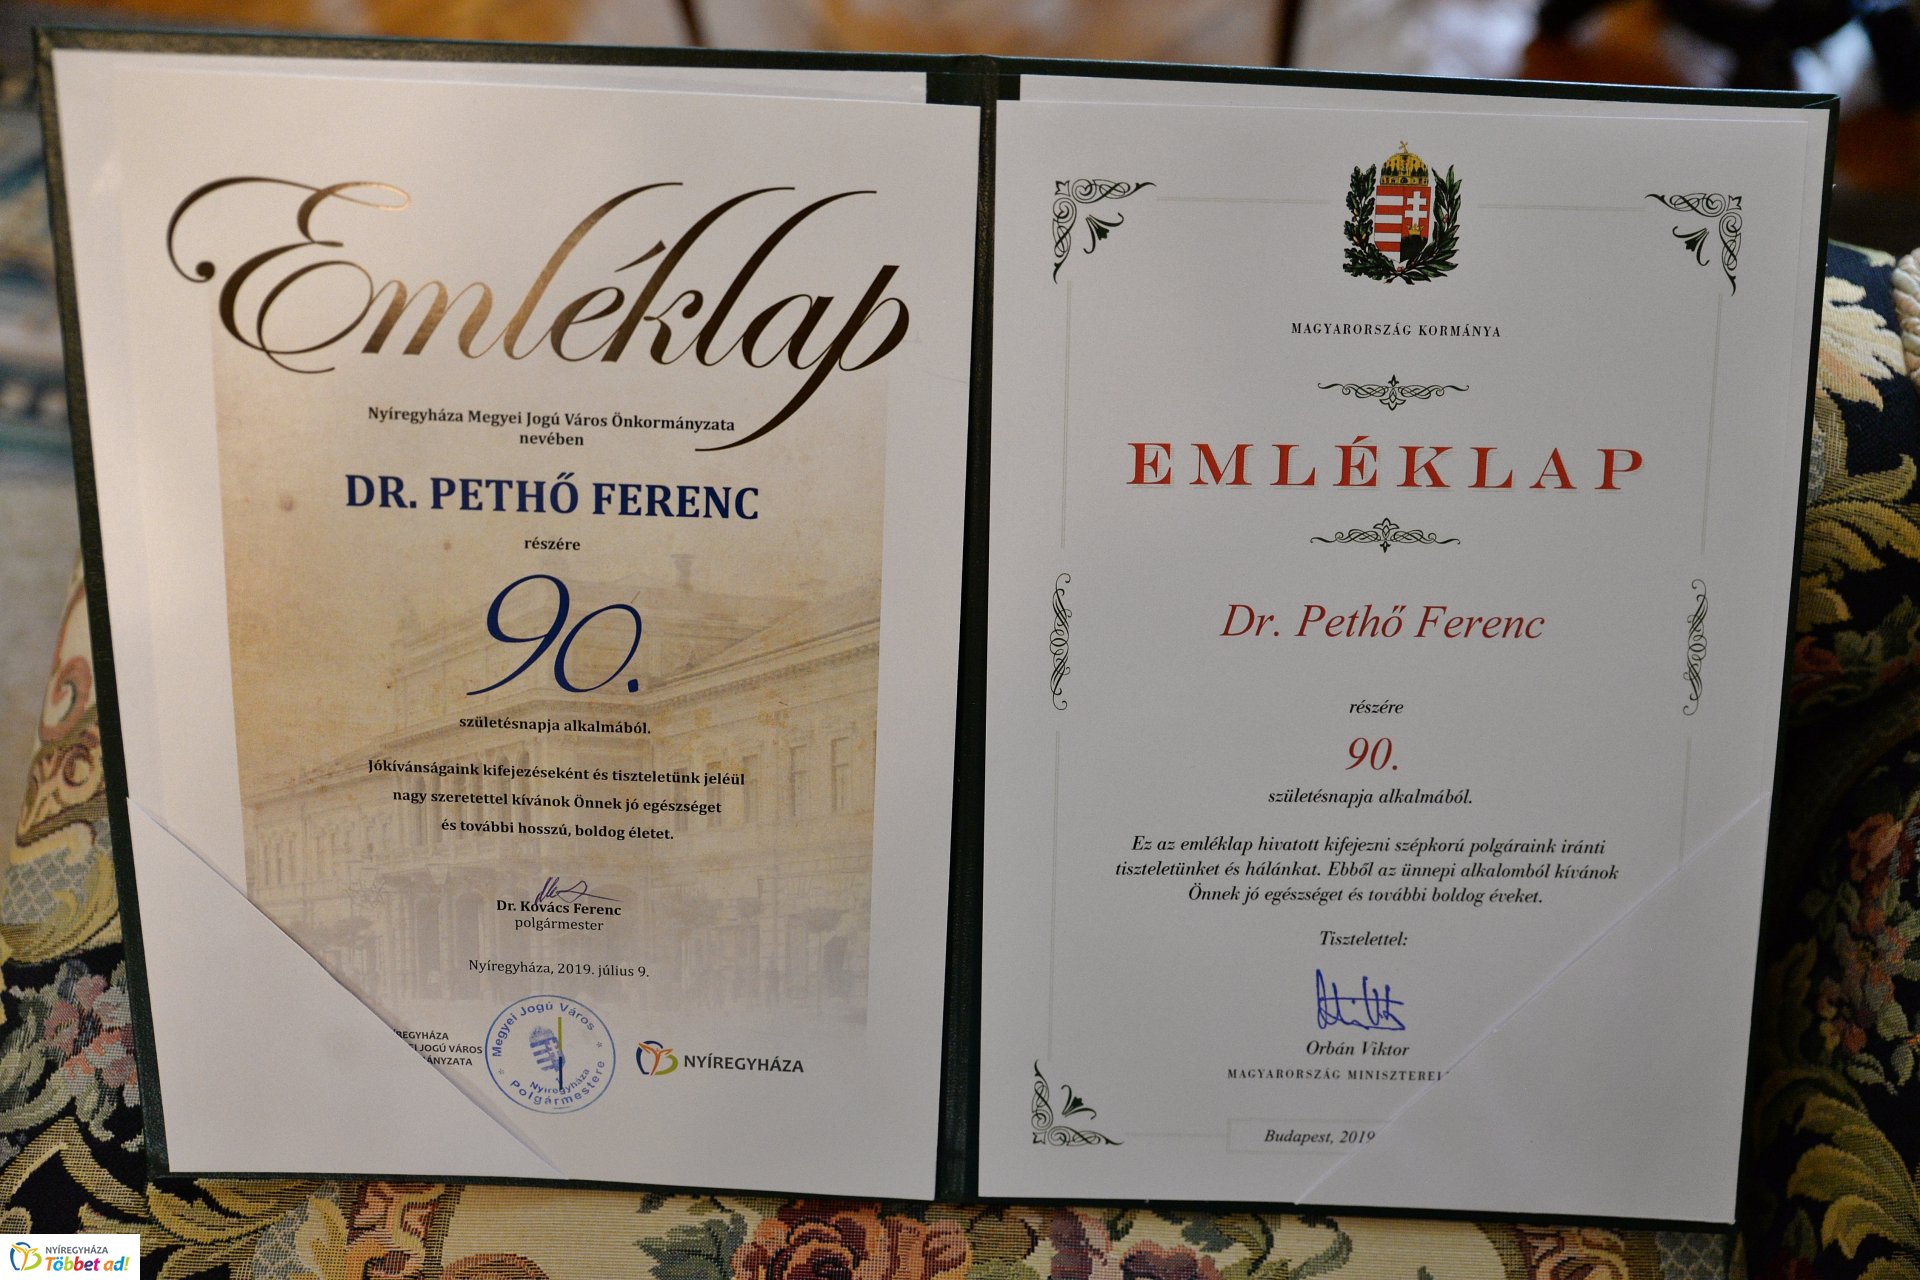 Emléklap
Nyíregyháza Megyei Jogú Város Önkormányzata
nevében
DR. PETHŐ FERENC
részére
90.
születésnapja alkalmából.
Jókívánságaink kifejezéseként és tiszteletünk jeléül
nagy szeretettel kívánok Önnek jó egészséget
és további hosszú, boldog életet.
Dr. Kovács Ferenc
polgármester
Nyíregyháza, 2019. július 9.
JOGÚ VÁROS
Megyei Jogú Város
Nyíregyháza
* Polgármestere *
NYÍREGYHÁZA
MAGYARORSZÁG KORMÁNYA
EMLÉKLAP
Dr. Pethő Ferenc
részére
90.
születésnapja alkalmából.
Ez az emléklap hivatott kifejezni szépkorú polgáraink iránti
tiszteletünket és hálánkat. Ebből az ünnepi alkalomból kívánok
Önnek jó egészséget és további boldog éveket.
Tisztelettel:
Orbán Viktor
MAGYARORSZÁG MINISZTEREL
Budapest, 2019
NYÍREGYHÁZA
Többet ad!